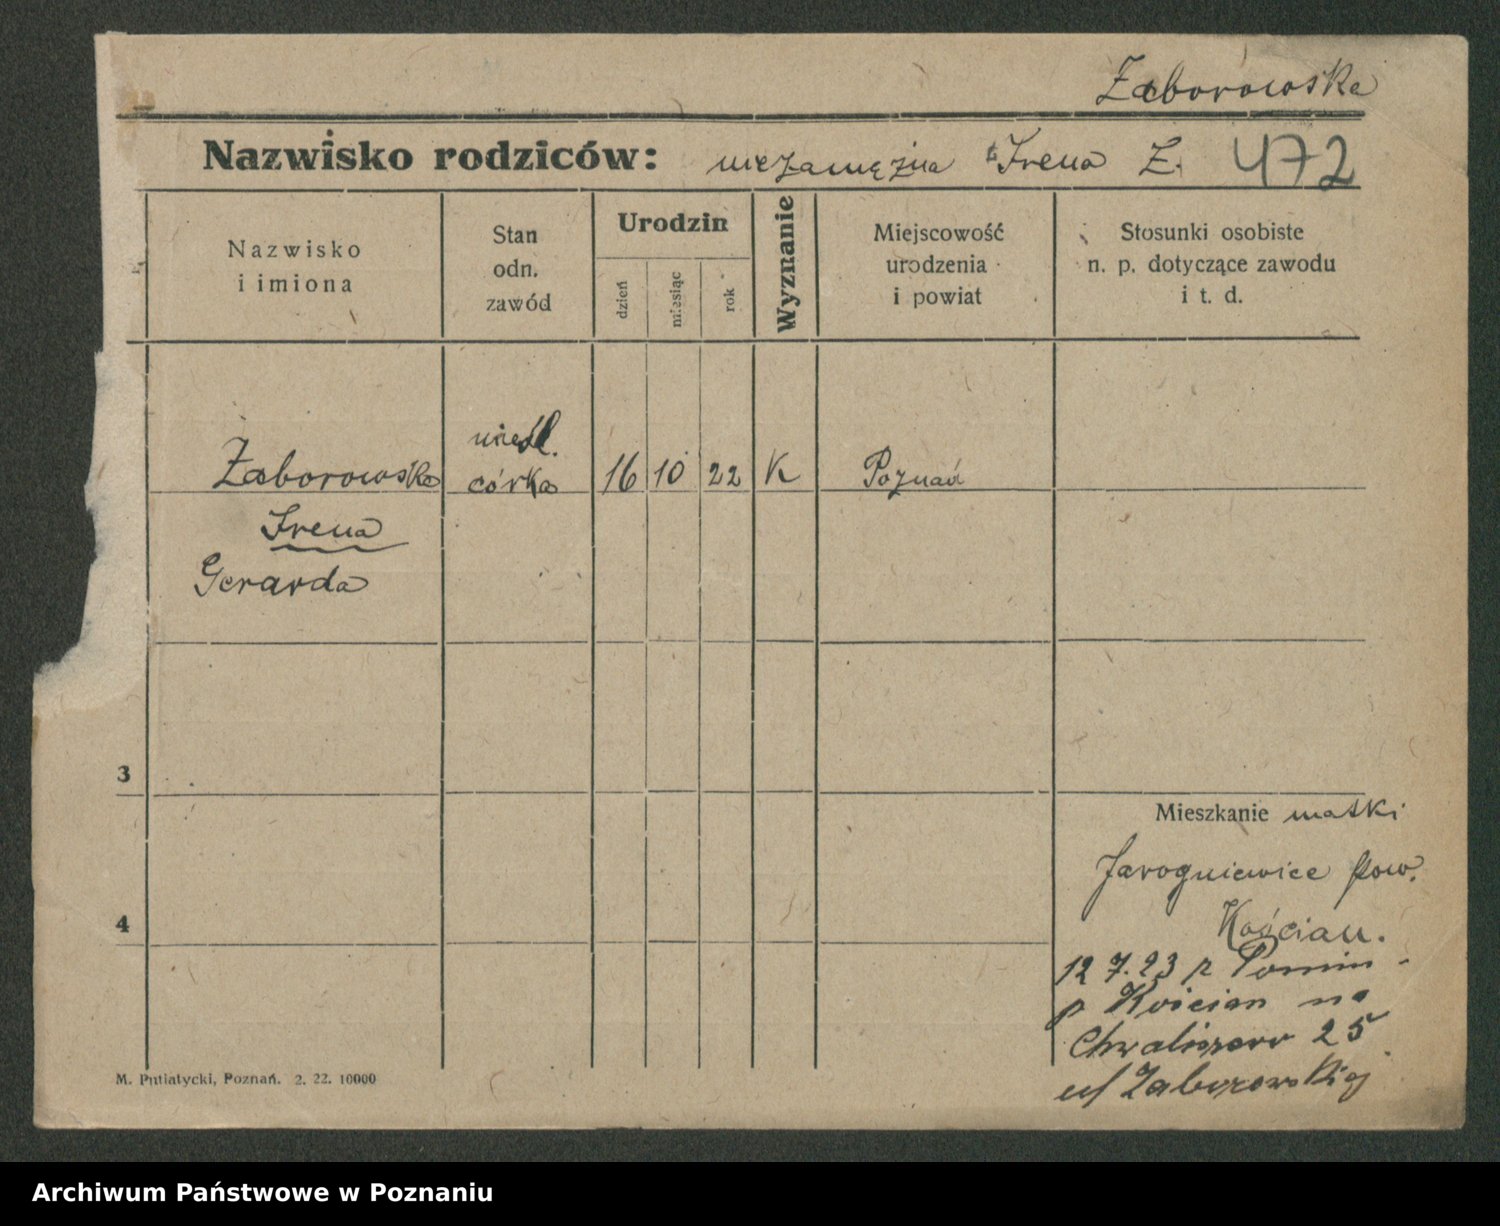 Zaborowska
Nazwisko rodziców: niezamężna Irena Z. 472
Nazwisko
i imiona
Stan
odn.
zawód
Urodzin
dzień
miesiąc
rok
Wyznanie
Miejscowość
urodzenia
i powiat
Stosunki osobiste
n. p. dotyczące zawodu
i t. d.
Zaborowska
Irena
Gerarda
nieśl.
córka
16 10 22 K Poznań
3
4
Mieszkanie matki
Jarogniewice pow.
Kościan.
12 7.23 z
p Kościan na
Chwaliszewo 25
u/ Zaborowskiej
M. Putiatycki, Poznań. 2. 22. 10000
Archiwum Państwowe w Poznaniu